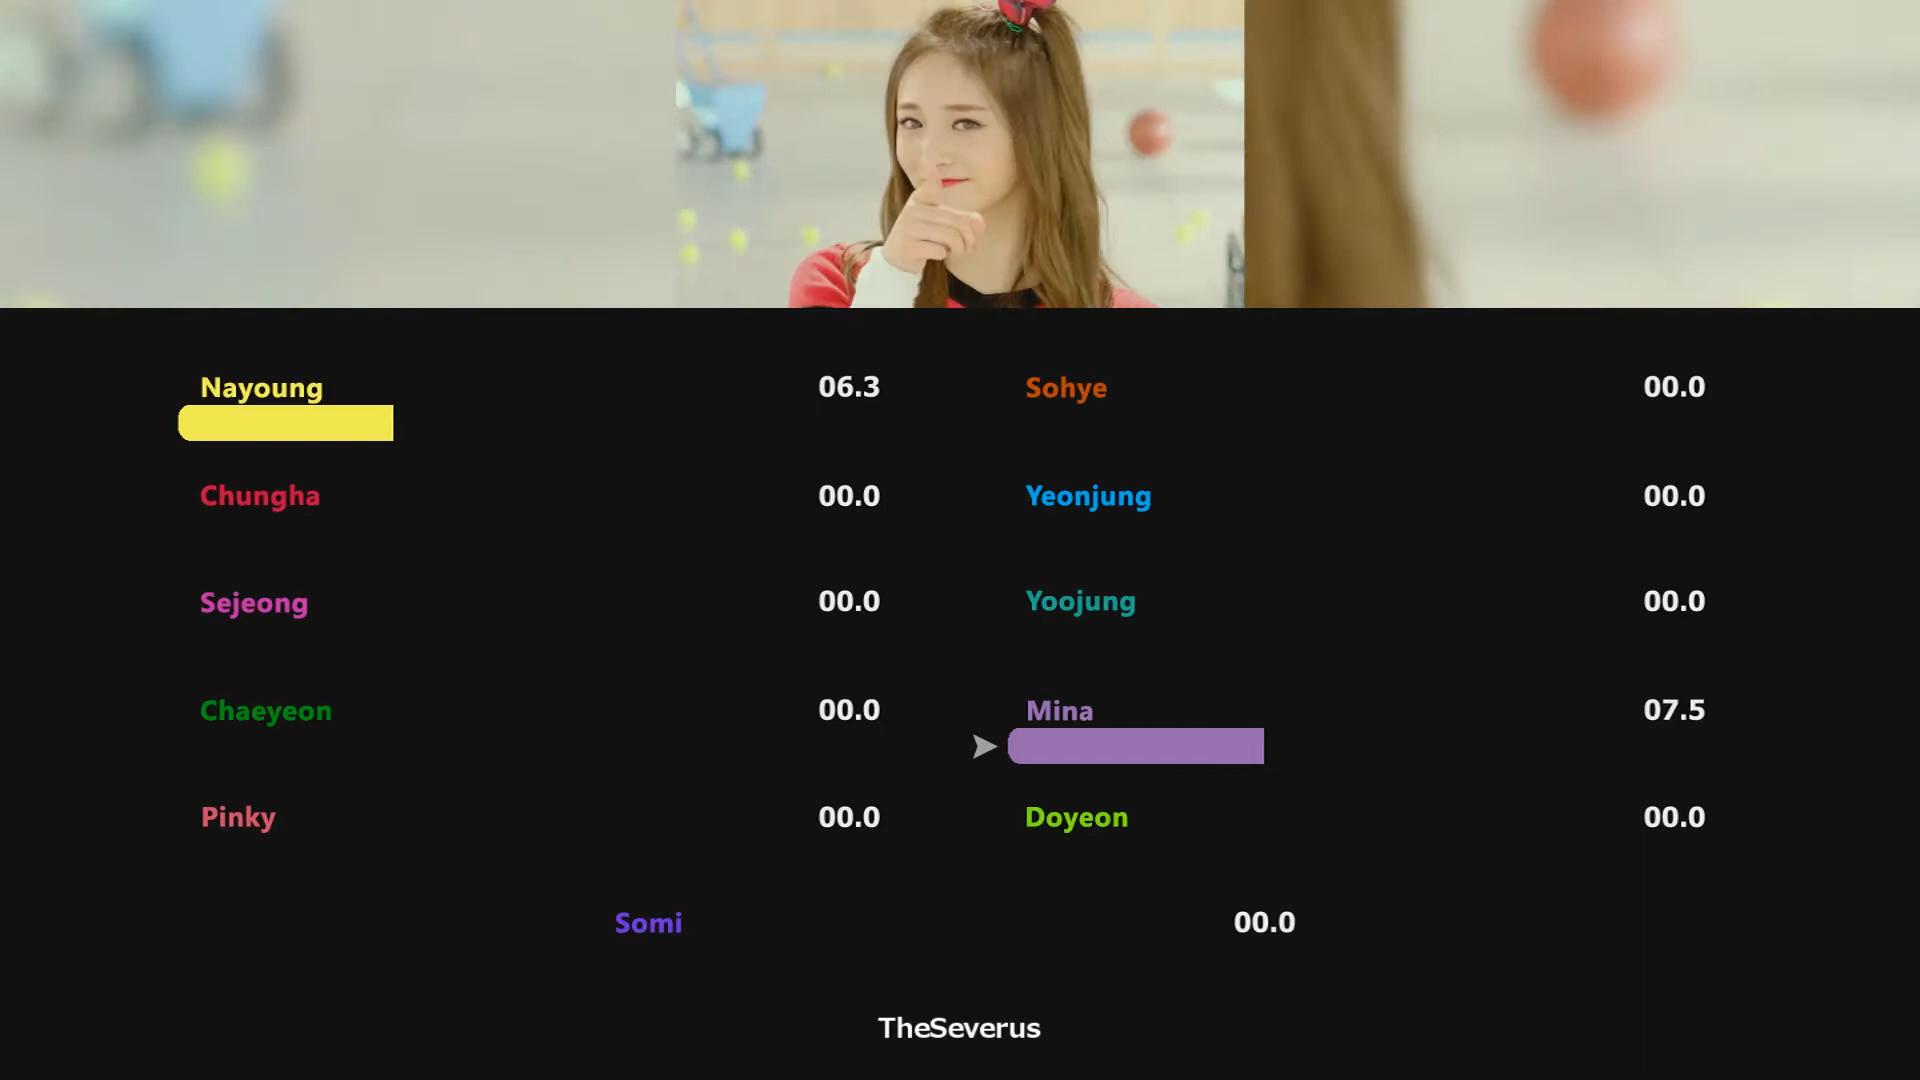 Nayoung 06.3 Sohye 00.0
Chungha 00.0 Yeonjung 00.0
Sejeong 00.0 Yoojung 00.0
Chaeyeon 00.0 Mina 07.5
Pinky 00.0 Doyeon 00.0
Somi 00.0
TheSeverus